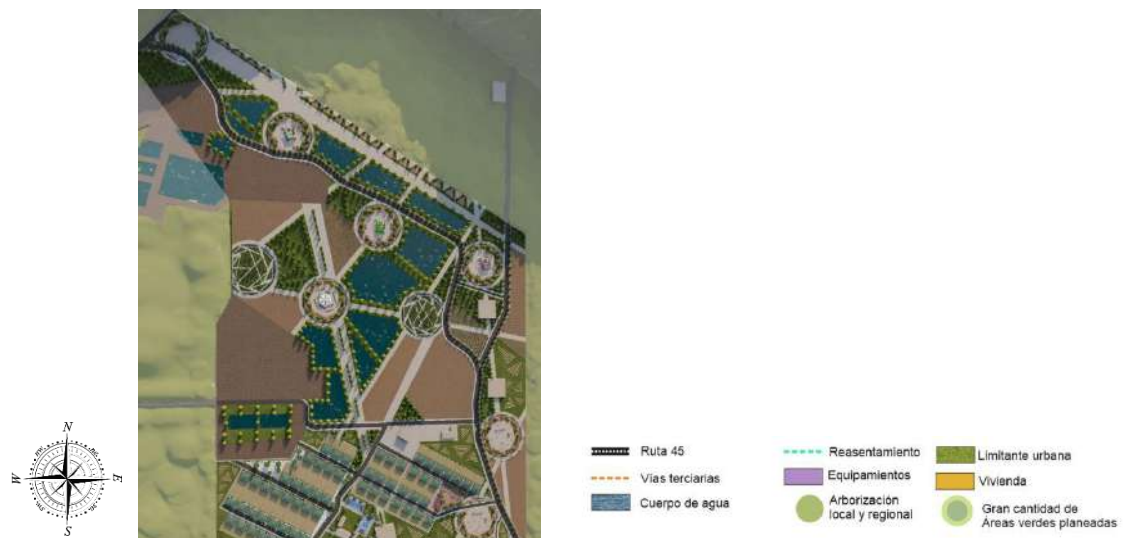 N
W
E
S
Ruta 45
Vías terciarias
Cuerpo de agua
Reasentamiento
Equipamientos
Arborización
local y regional
Limitante urbana
Vivienda
Gran cantidad de
Áreas verdes planeadas